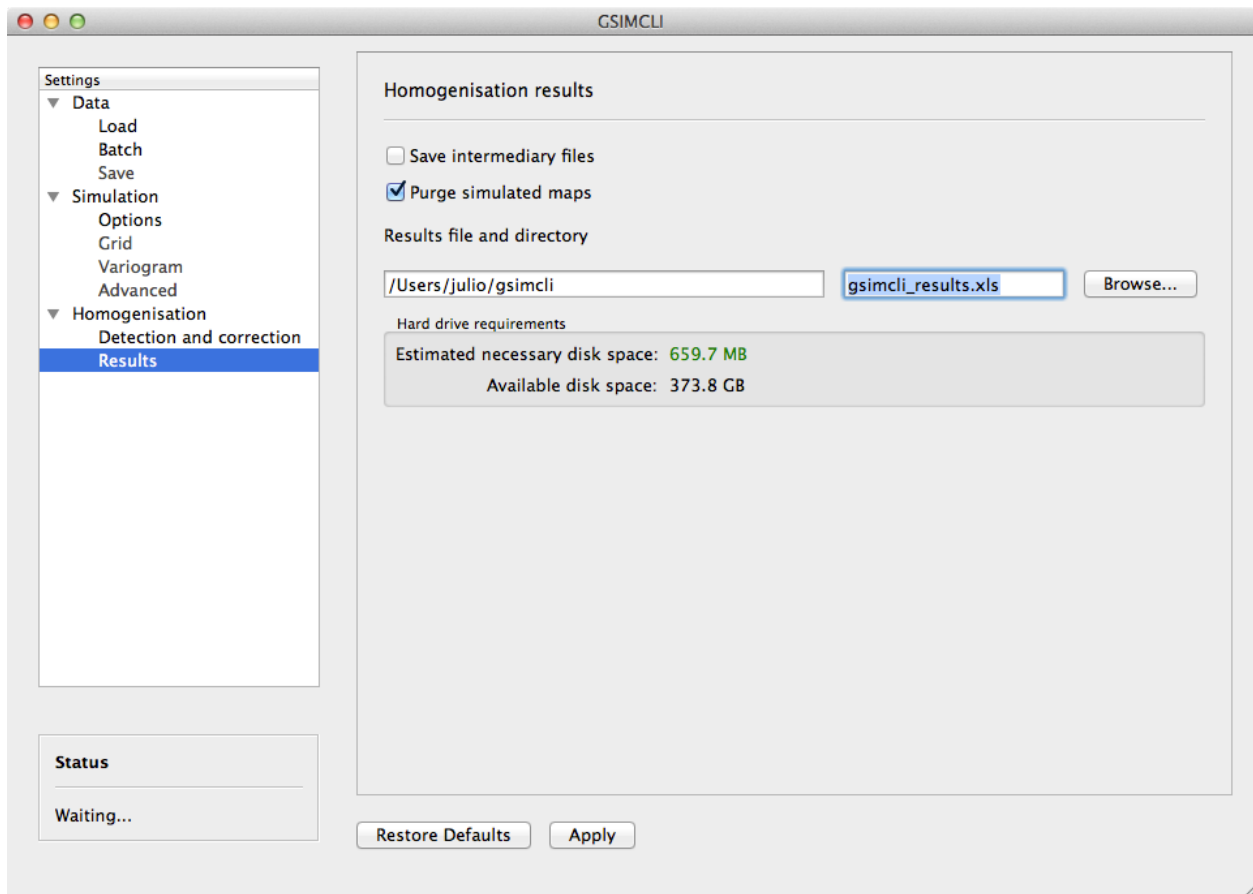 GSIMCLI
Settings
Data
Load
Batch
Save
Simulation
Options
Grid
Variogram
Advanced
Homogenisation
Detection and correction
Results
Status
Waiting...
Homogenisation results
Save intermediary files
Purge simulated maps
Results file and directory
/Users/julio/gsimcli gsimcli_results.xls Browse...
Hard drive requirements
Estimated necessary disk space: 659.7 MB
Available disk space: 373.8 GB
Restore Defaults Apply